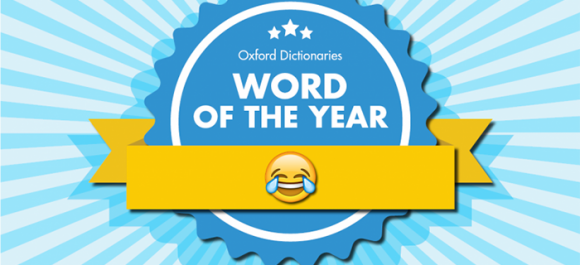 Oxford Dictionaries
WORD
OF THE YEAR